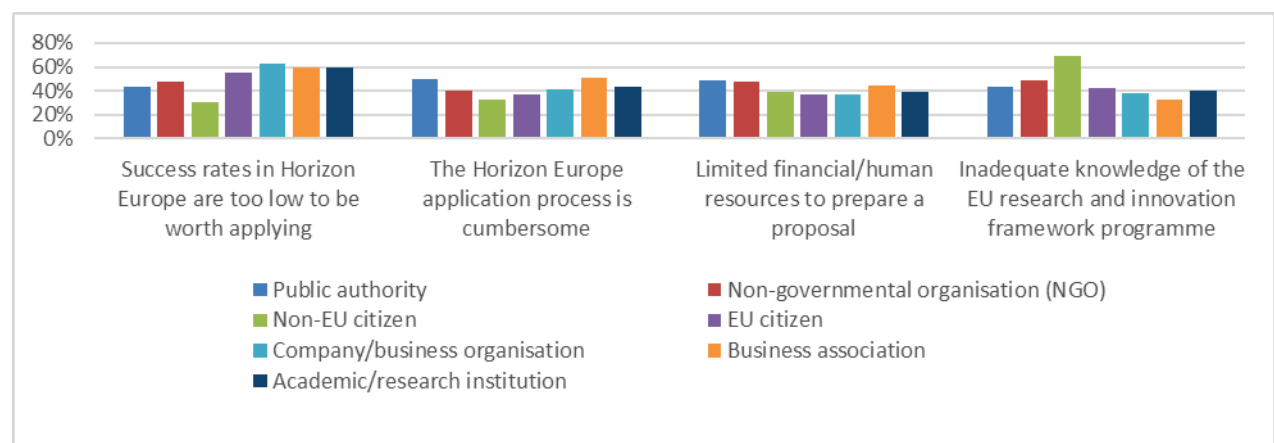 80%
60%
40%
20%
0%
Success rates in Horizon
Europe are too low to be
worth applying
The Horizon Europe
application process is
cumbersome
Limited financial/human
resources to prepare a
proposal
Inadequate knowledge of the
EU research and innovation
framework programme
Public authority
Non-governmental organisation (NGO)
Non-EU citizen
EU citizen
Company/business organisation
Business association
Academic/research institution